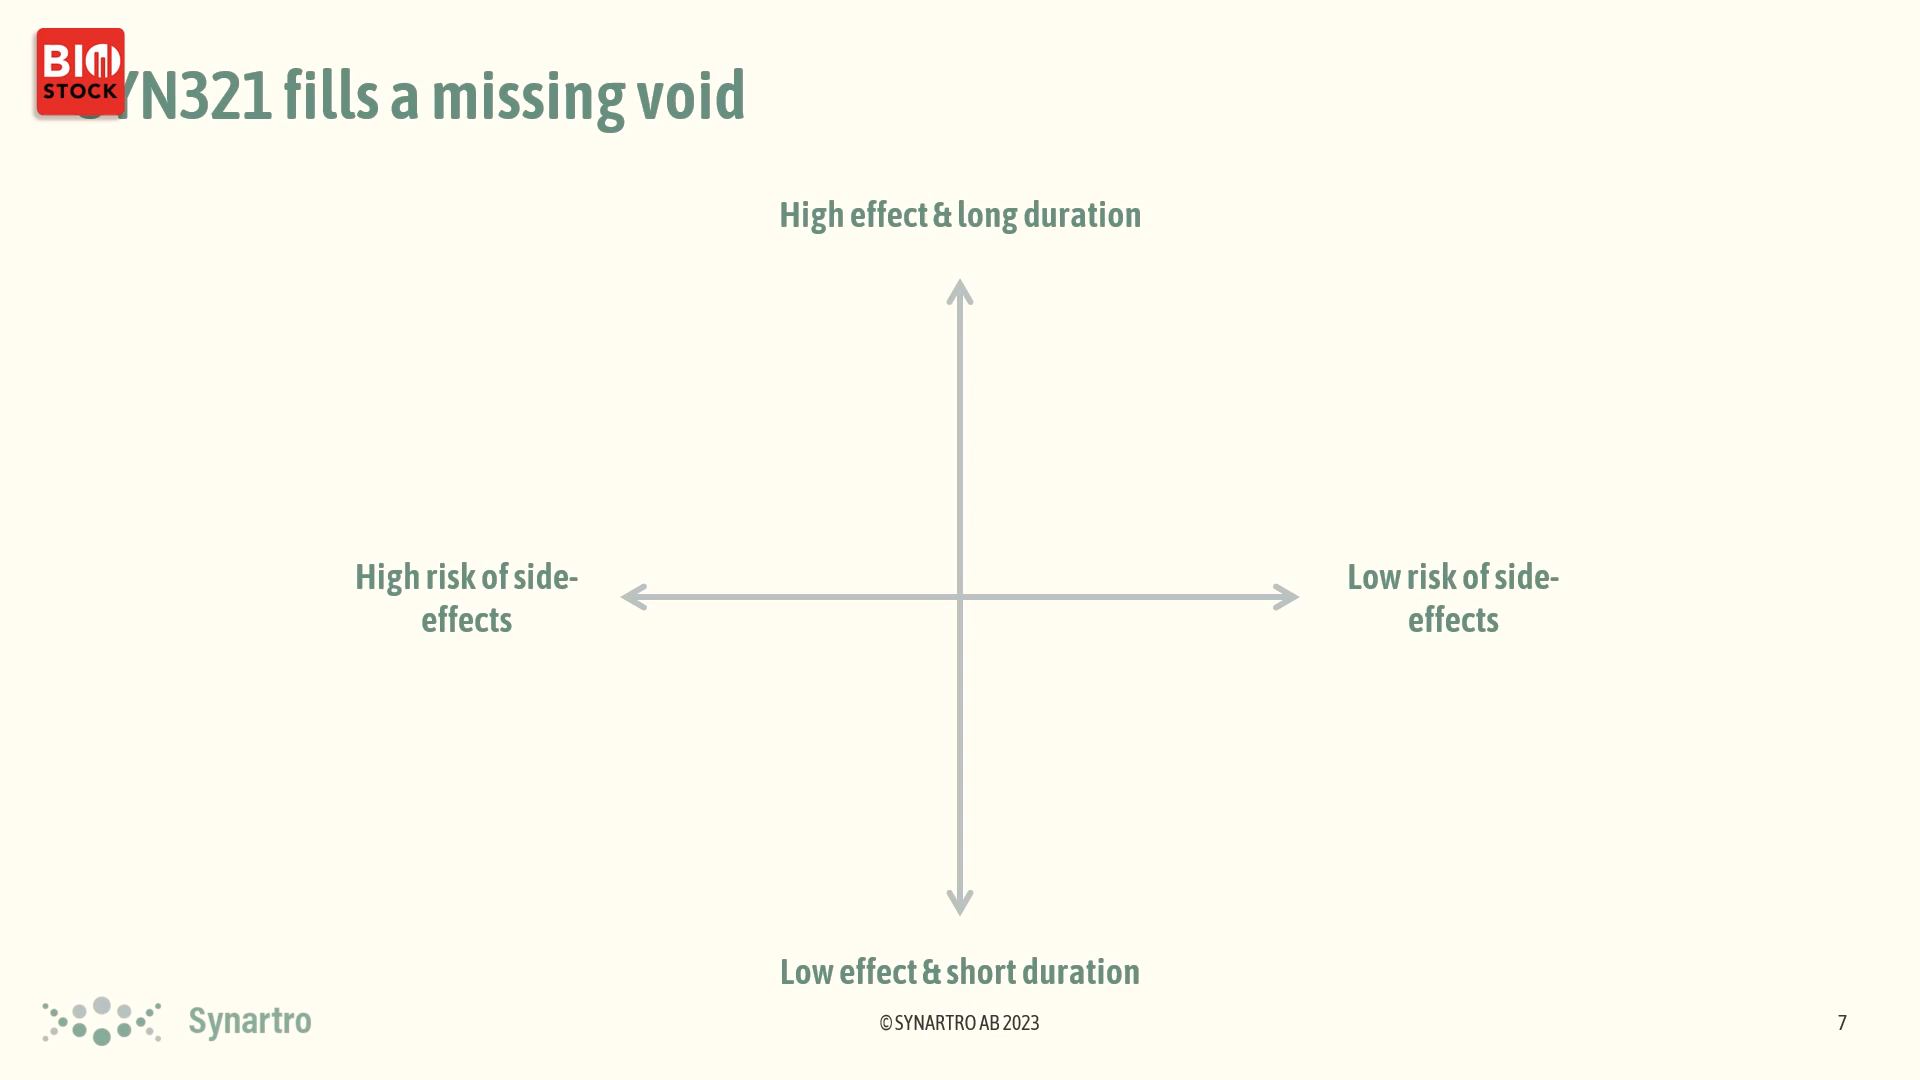 BIO
STOCK
SYN321 fills a missing void
High effect & long duration
High risk of side-
effects
Low risk of side-
effects
Low effect & short duration
Synartro
© SYNARTRO AB 2023
7